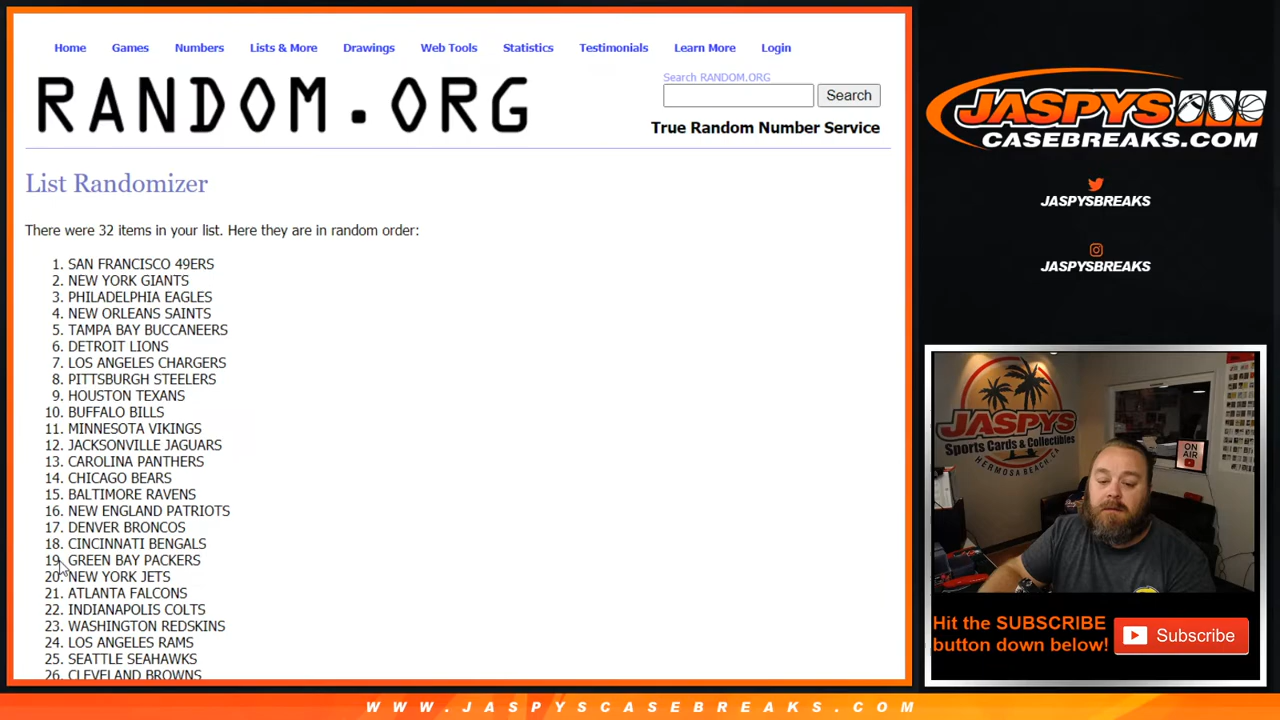 Home Games Numbers Lists & More Drawings Web Tools Statistics Testimonials Learn More Login
RANDOM.ORG
Search RANDOM.ORG
Search
True Random Number Service
List Randomizer
There were 32 items in your list. Here they are in random order:
1. SAN FRANCISCO 49ERS
2. NEW YORK GIANTS
3. PHILADELPHIA EAGLES
4. NEW ORLEANS SAINTS
5. TAMPA BAY BUCCANEERS
6. DETROIT LIONS
7. LOS ANGELES CHARGERS
8. PITTSBURGH STEELERS
9. HOUSTON TEXANS
10. BUFFALO BILLS
11. MINNESOTA VIKINGS
12. JACKSONVILLE JAGUARS
13. CAROLINA PANTHERS
14. CHICAGO BEARS
15. BALTIMORE RAVENS
16. NEW ENGLAND PATRIOTS
17. DENVER BRONCOS
18. CINCINNATI BENGALS
19. GREEN BAY PACKERS
20. NEW YORK JETS
21. ATLANTA FALCONS
22. INDIANAPOLIS COLTS
23. WASHINGTON REDSKINS
24. LOS ANGELES RAMS
25. SEATTLE SEAHAWKS
26. CLEVELAND BROWNS
JASPYS
CASEBREAKS.COM
JASPYSBREAKS
JASPYSBREAKS
JASPYS
Sports Cards & Collectibles
HERMOSA BEACH, CA
ON
AIR
Hit the SUBSCRIBE
button down below!
Subscribe
WWW.JASPYSCASEBREAKS.COM